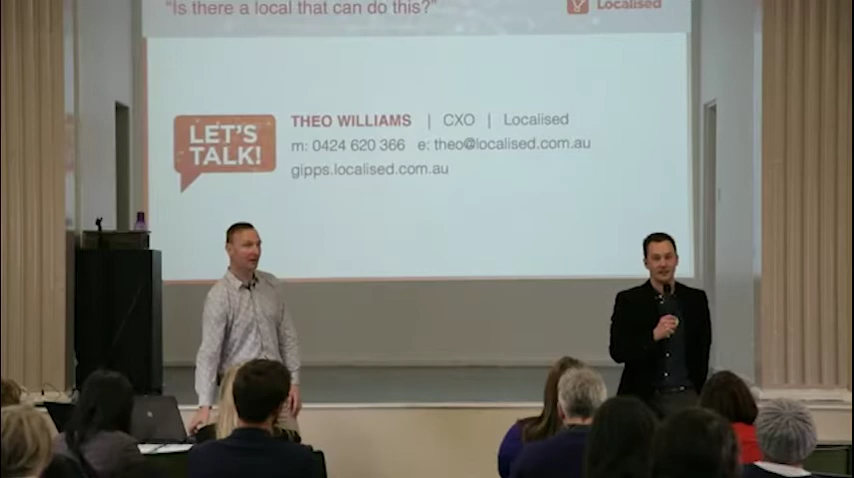 "Is there a local that can do this?"
Localised
LET'S
TALK!
THEO WILLIAMS | CXO | Localised
m: 0424 620 366 e: theo@localised.com.au
gipps.localised.com.au